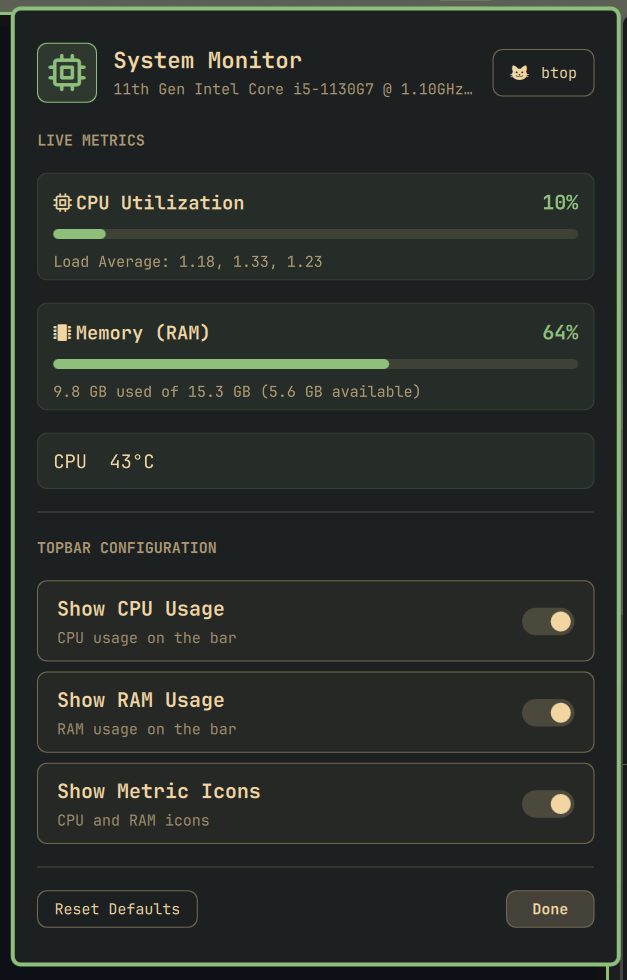 System Monitor
11th Gen Intel Core i5-1130G7 @ 1.10GHz…
btop
LIVE METRICS
CPU Utilization
10%
Load Average: 1.18, 1.33, 1.23
Memory (RAM)
64%
9.8 GB used of 15.3 GB (5.6 GB available)
CPU 43°C
TOPBAR CONFIGURATION
Show CPU Usage
CPU usage on the bar
Show RAM Usage
RAM usage on the bar
Show Metric Icons
CPU and RAM icons
Reset Defaults
Done